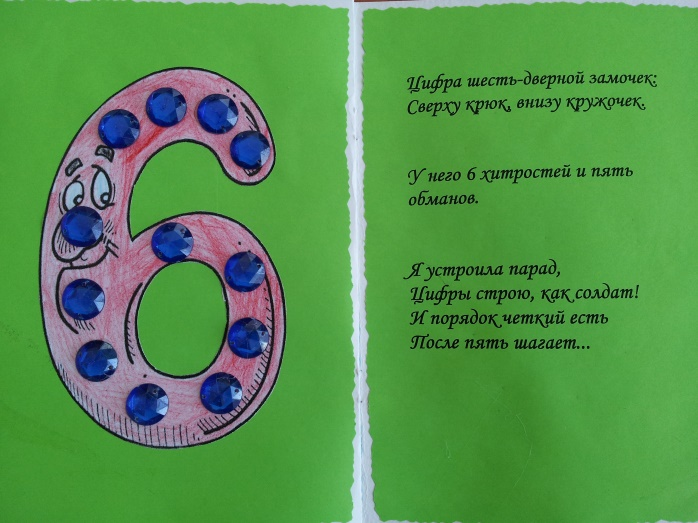 6
Цифра шесть-дверной замочек:
Сверху крюк, внизу кружочек.
У него 6 хитростей и пять
обманов.
Я устроила парад,
Цифры строю, как солдат!
И порядок четкий есть
После пять шагает...